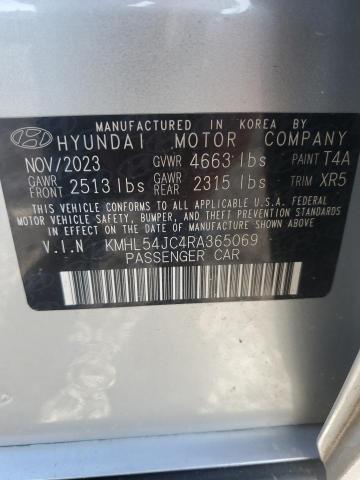 MANUFACTURED IN KOREA BY
HYUNDAI MOTOR COMPANY
NOV/2023 GVWR 4663 lbs PAINT T4A
GAWR FRONT 2513 lbs GAWR REAR 2315 lbs TRIM XR5
THIS VEHICLE CONFORMS TO ALL APPLICABLE U.S.A. FEDERAL
MOTOR VEHICLE SAFETY, BUMPER, AND THEFT PREVENTION
STANDARDS IN EFFECT ON THE DATE OF MANUFACTURE SHOWN ABOVE.
V.I.N KMHL54JC4RA365069
PASSENGER CAR